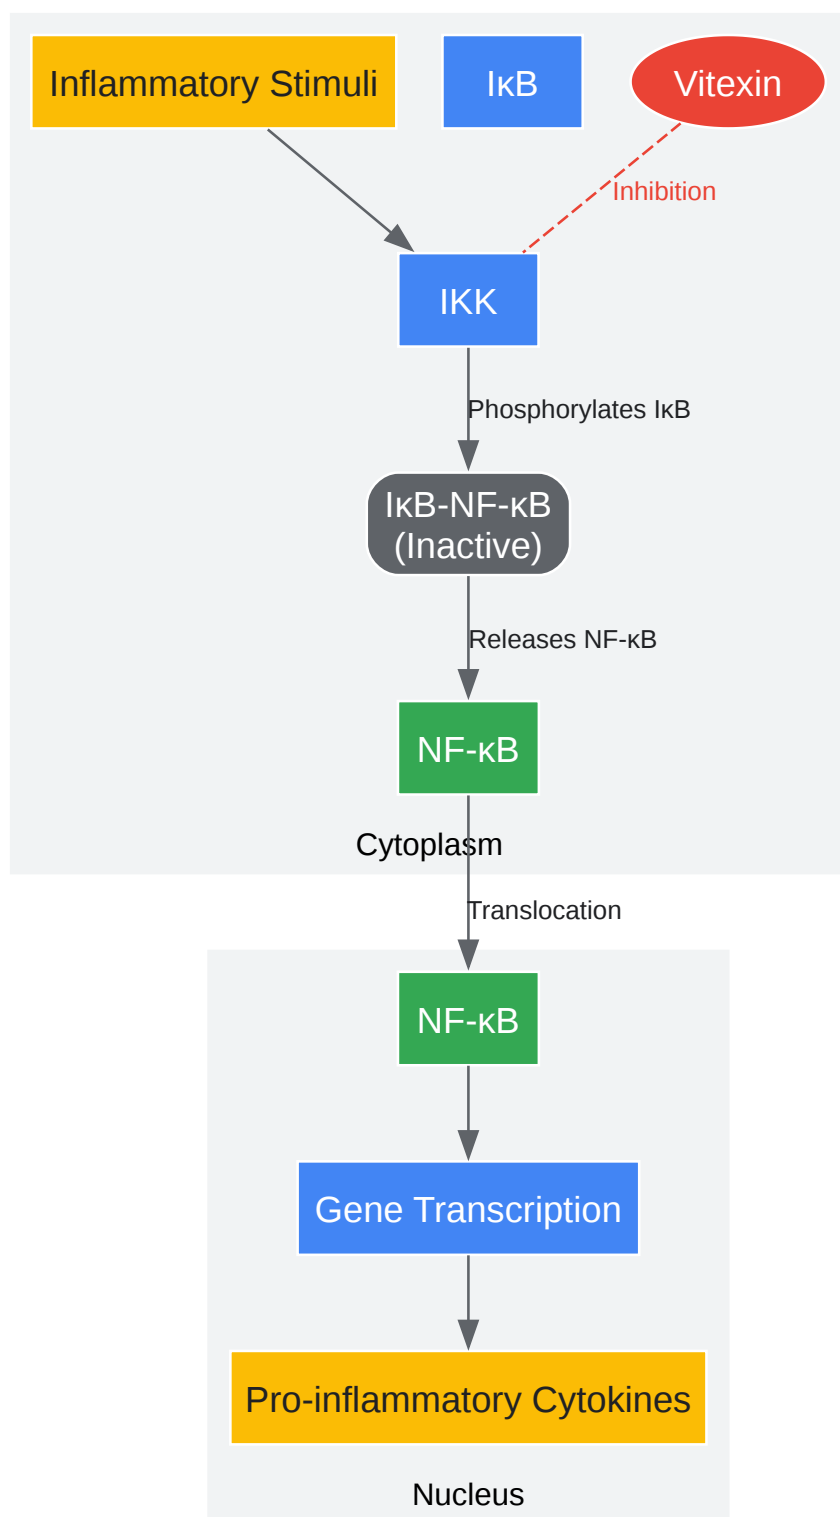 Inflammatory Stimuli
IκB
Vitexin
Inhibition
IKK
Phosphorylates IκB
IκB-NF-κB
(Inactive)
Releases NF-κB
NF-κB
Cytoplasm
Translocation
NF-κB
Gene Transcription
Pro-inflammatory Cytokines
Nucleus